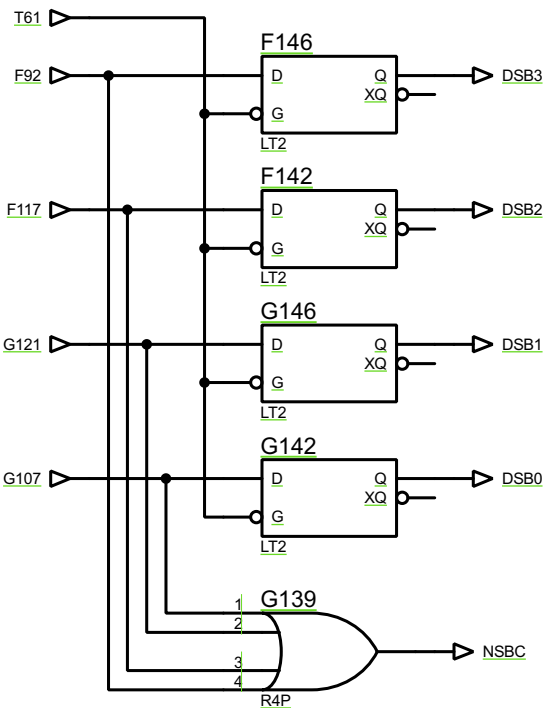 T61
F146
F92 D Q DSB3
XQ
G
LT2
F142
F117 D Q DSB2
XQ
G
LT2
G146
G121 D Q DSB1
XQ
G
LT2
G142
G107 D Q DSB0
XQ
G
LT2
G139
1
2
NSBC
3
4
R4P